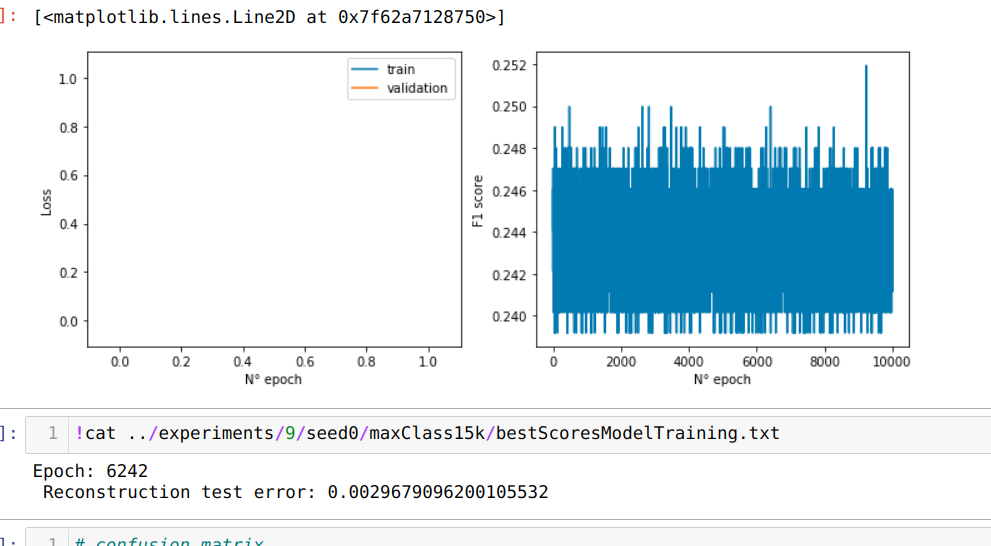 ]: [<matplotlib.lines.Line2D at 0x7f62a7128750>]
train
validation
1.0
0.8
0.6
0.4
0.2
0.0
Loss
0.0 0.2 0.4 0.6 0.8 1.0
N° epoch
0.252
0.250
0.248
0.246
0.244
0.242
0.240
F1 score
0 2000 4000 6000 8000 10000
N° epoch
]: 1 !cat ../experiments/9/seed0/maxClass15k/bestScoresModelTraining.txt
Epoch: 6242
Reconstruction test error: 0.0029679096200105532
]: 1 # confusion matrix